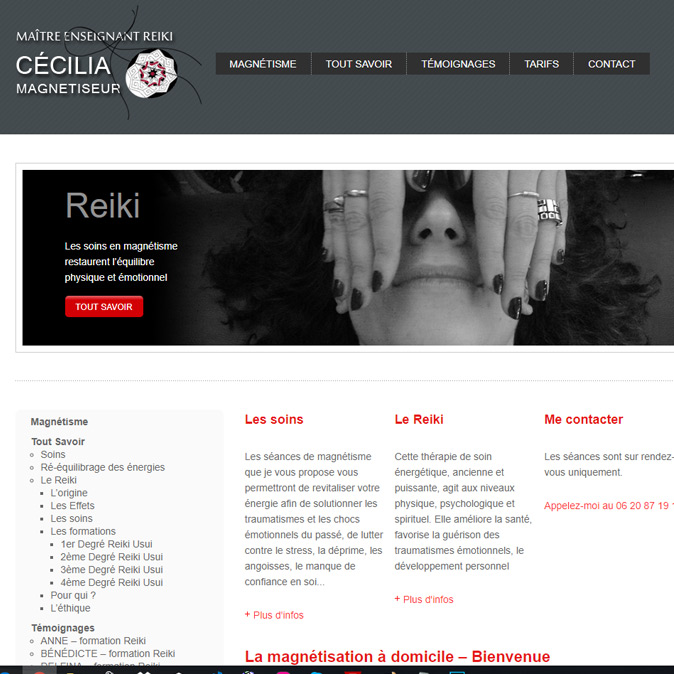 MAÎTRE ENSEIGNANT REIKI
CÉCILIA
MAGNETISEUR
MAGNÉTISME
TOUT SAVOIR
TÉMOIGNAGES
TARIFS
CONTACT
Reiki
Les soins en magnétisme
restaurent l'équilibre
physique et émotionnel
TOUT SAVOIR
Magnétisme
Tout Savoir
Soins
Ré-équilibrage des énergies
Le Reiki
L'origine
Les Effets
Les soins
Les formations
1er Degré Reiki Usui
2ème Degré Reiki Usui
3ème Degré Reiki Usui
4ème Degré Reiki Usui
Pour qui ?
L'éthique
Témoignages
ANNE – formation Reiki
BÉNÉDICTE – formation Reiki
DELFINA – formation Reiki
Les soins
Les séances de magnétisme
que je vous propose vous
permettront de revitaliser votre
énergie afin de solutionner les
traumatismes et les chocs
émotionnels du passé, de lutter
contre le stress, la déprime, les
angoisses, le manque de
confiance en soi...
+ Plus d'infos
Le Reiki
Cette thérapie de soin
énergétique, ancienne et
puissante, agit aux niveaux
physique, psychologique et
spirituel. Elle améliore la santé,
favorise la guérison des
traumatismes émotionnels, le
développement personnel
+ Plus d'infos
Me contacter
Les séances sont sur rendez-
vous uniquement.
Appelez-moi au 06 20 87 19
La magnétisation à domicile – Bienvenue